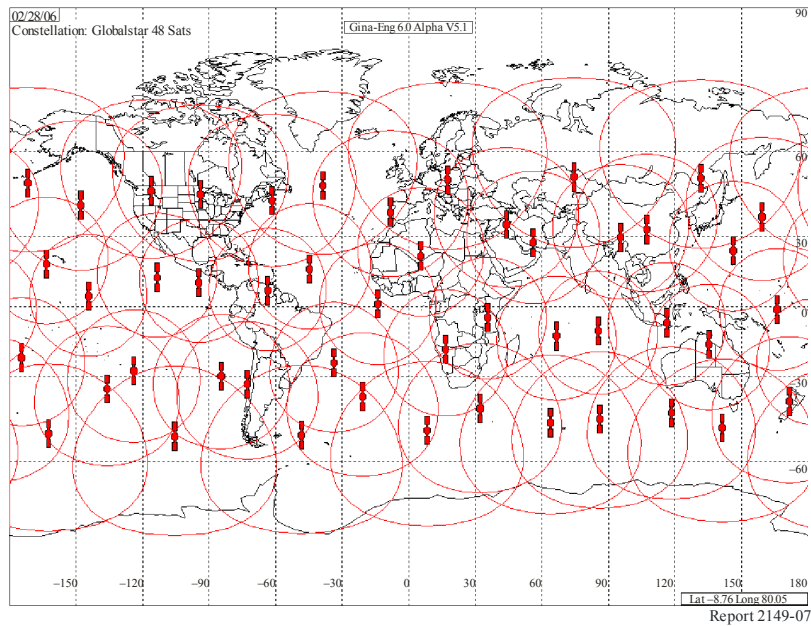 02/28/06
90
Constellation: Globalstar 48 Sats
Gina-Eng 6.0 Alpha V5.1
60
30
0
−30
−60
−150 −120 −90 −60 −30 0 30 60 90 120 150 180
Lat −8.76 Long 80.05
Report 2149-07